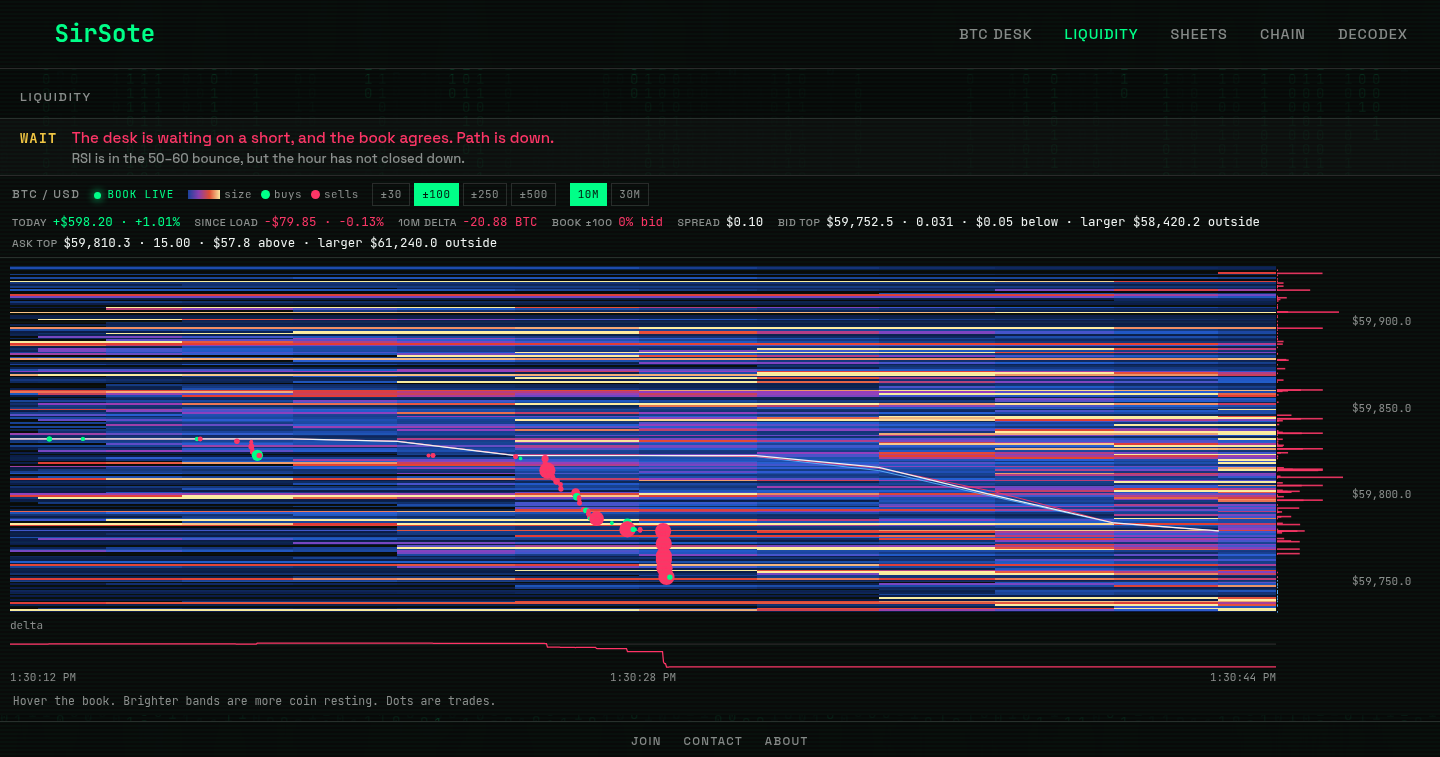 SirSote
BTC DESK LIQUIDITY SHEETS CHAIN DECODEX
LIQUIDITY
WAIT The desk is waiting on a short, and the book agrees. Path is down.
RSI is in the 50–60 bounce, but the hour has not closed down.
BTC / USD BOOK LIVE size buys sells ±30 ±100 ±250 ±500 10M 30M
TODAY +$598.20 · +1.01% SINCE LOAD -$79.85 · -0.13% 10M DELTA -20.88 BTC BOOK ±100 0% bid SPREAD $0.10 BID TOP $59,752.5 · 0.031 · $0.05 below · larger $58,420.2 outside
ASK TOP $59,810.3 · 15.00 · $57.8 above · larger $61,240.0 outside
$59,900.0
$59,850.0
$59,800.0
$59,750.0
delta
1:30:12 PM 1:30:28 PM 1:30:44 PM
Hover the book. Brighter bands are more coin resting. Dots are trades.
JOIN CONTACT ABOUT